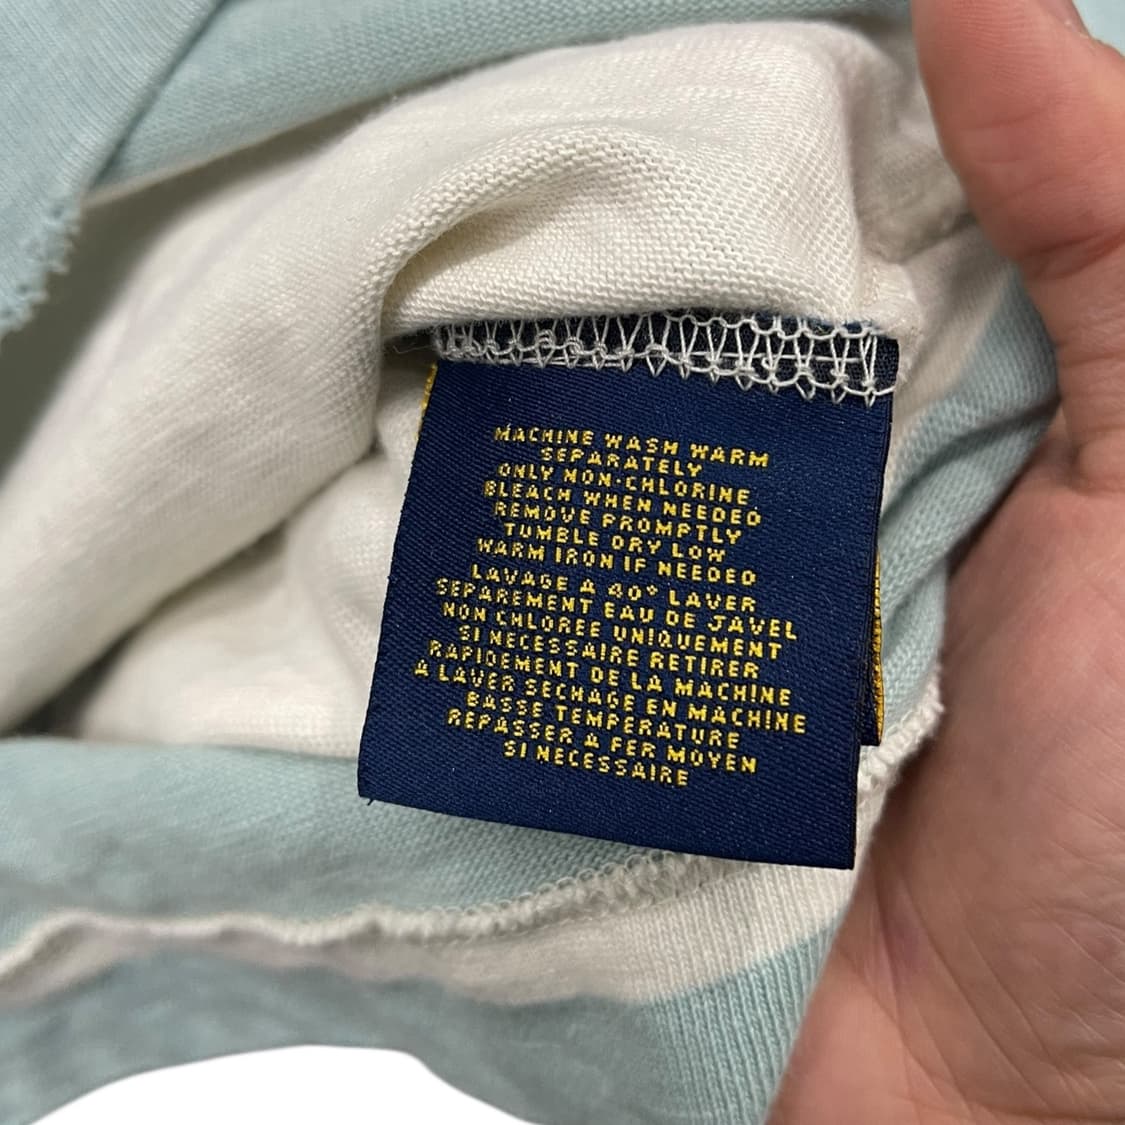 MACHINE WASH WARM
SEPARATELY
ONLY NON-CHLORINE
BLEACH WHEN NEEDED
REMOVE PROMPTLY
TUMBLE DRY LOW
WARM IRON IF NEEDED
LAVAGE A 40° LAVER
SEPAREMENT EAU DE JAVEL
NON CHLOREE UNIQUEMENT
SI NECESSAIRE RETIRER
RAPIDEMENT DE LA MACHINE
A LAVER SECHAGE EN MACHINE
BASSE TEMPERATURE
REPASSER A FER MOYEN
SI NECESSAIRE